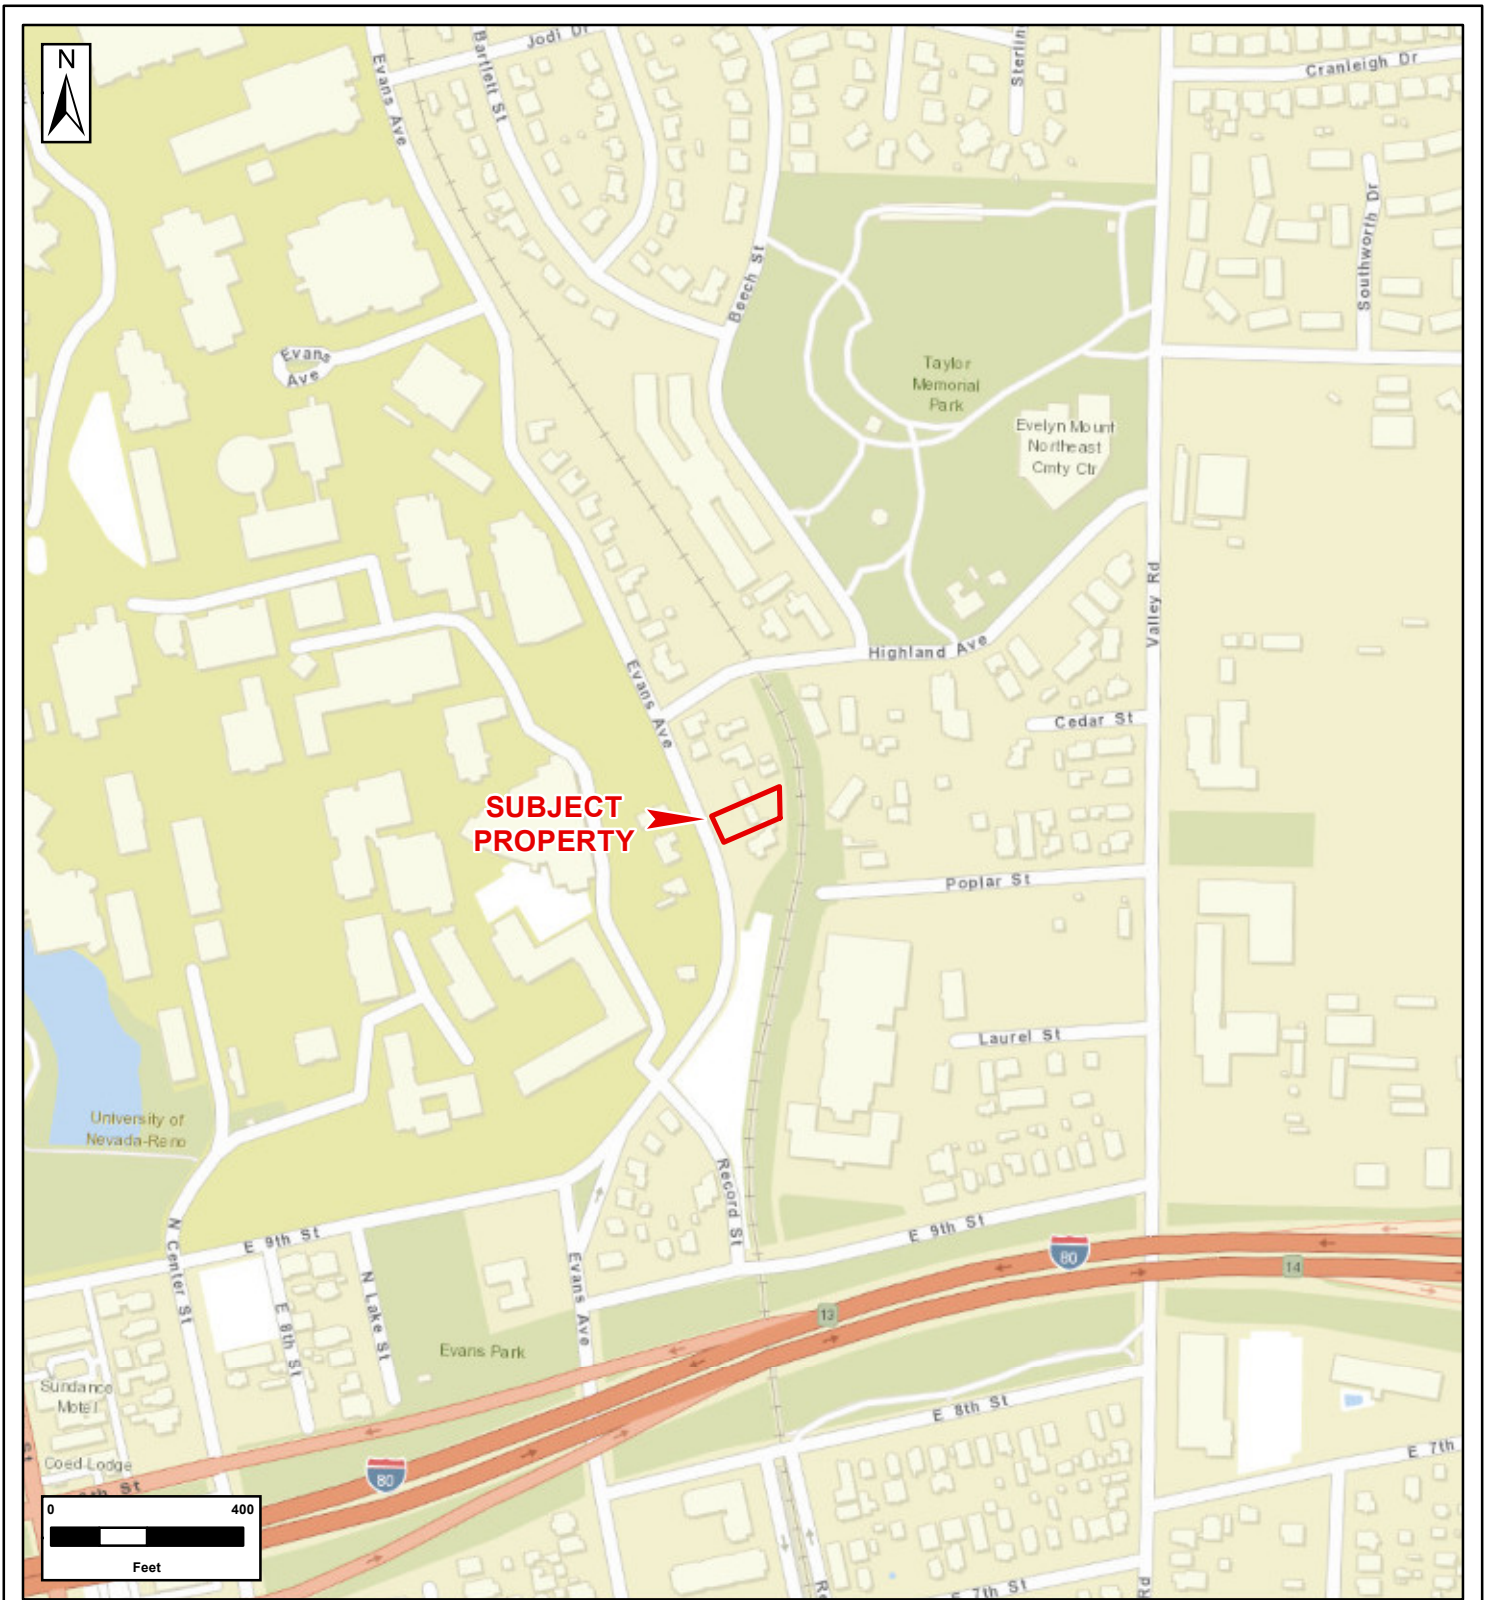 N
Jodi Dr
Bartlett St
Evans Ave
Sterlin
Cranleigh Dr
Southworth Dr
Beech St
Evans
Ave
Taylor
Memorial
Park
Evelyn Mount
Northeast
Cmty Ctr
Valley Rd
Highland Ave
Evans Ave
Cedar St
SUBJECT
PROPERTY
Poplar St
Laurel St
University of
Nevada-Reno
Record St
E 9th St
E 9th St
N Center St
E 8th St
N Lake St
Evans Ave
80
14
13
Evans Park
Sundance
Motel
E 8th St
E 7th
Coed Lodge
80
th St
0 400
Feet
E 7th St
Rd